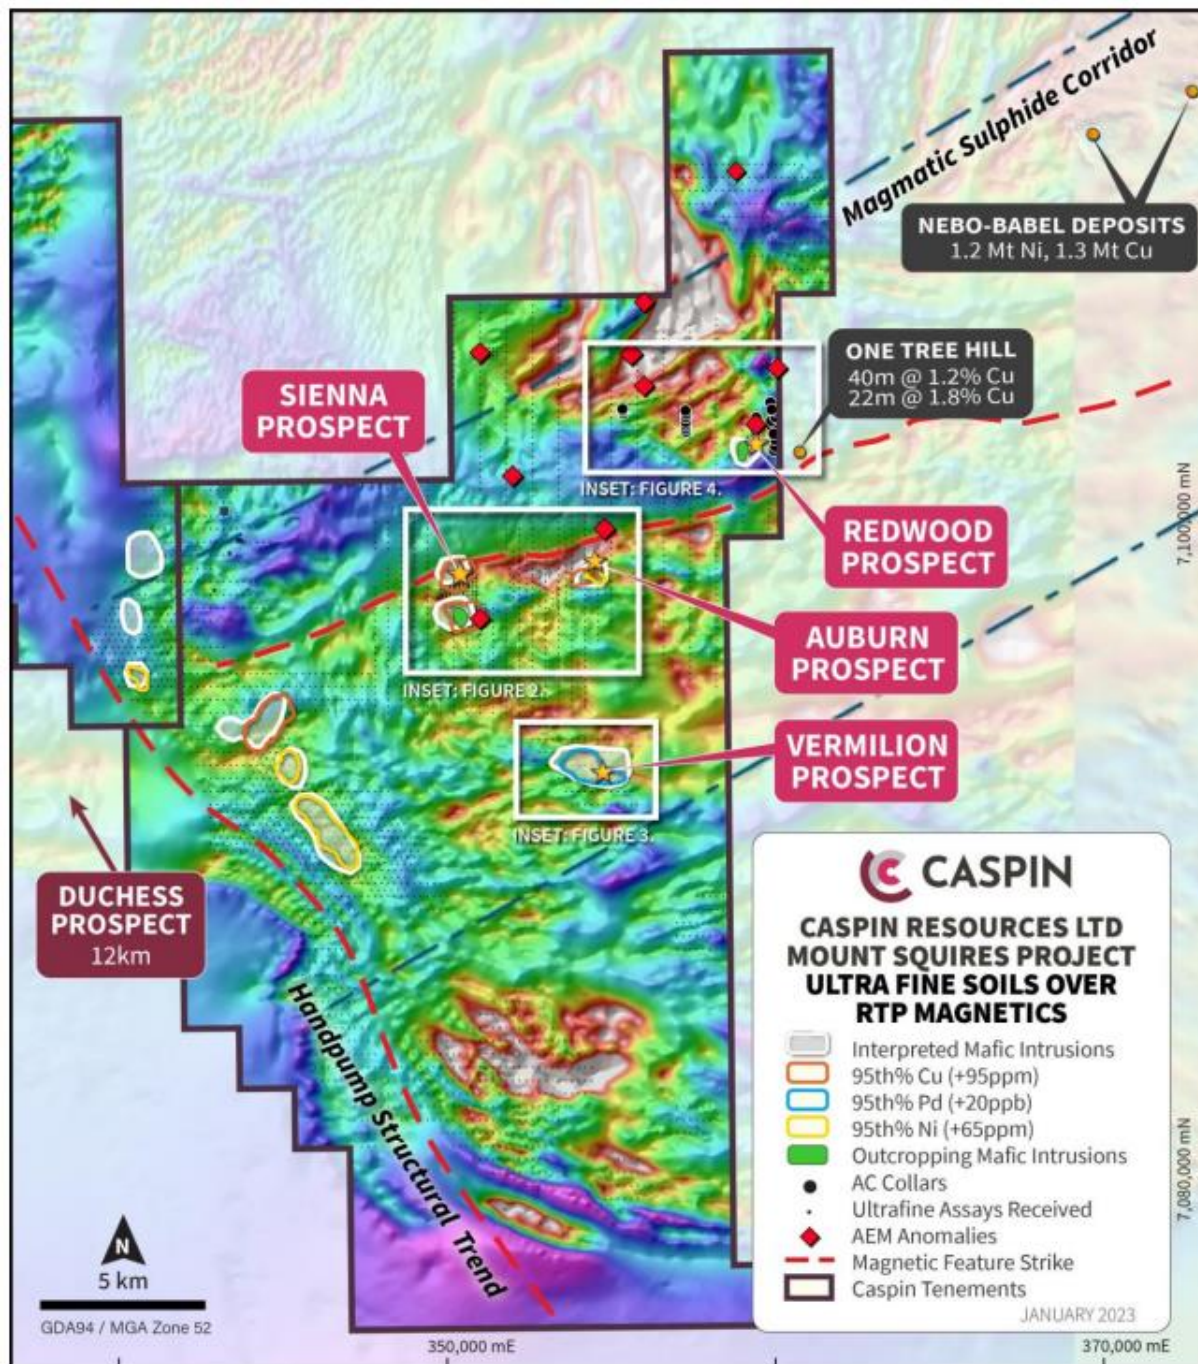 Magmatic Sulphide Corridor
NEBO-BABEL DEPOSITS
1.2 Mt Ni, 1.3 Mt Cu
ONE TREE HILL
40m @ 1.2% Cu
22m @ 1.8% Cu
SIENNA
PROSPECT
INSET: FIGURE 4.
REDWOOD
PROSPECT
7,100,000 mN
AUBURN
PROSPECT
INSET: FIGURE 2.
VERMILION
PROSPECT
INSET: FIGURE 3.
DUCHESS
PROSPECT
12km
Handpump Structural Trend
CASPIN
CASPIN RESOURCES LTD
MOUNT SQUIRES PROJECT
ULTRA FINE SOILS OVER
RTP MAGNETICS
Interpreted Mafic Intrusions
95th% Cu (+95ppm)
95th% Pd (+20ppb)
95th% Ni (+65ppm)
Outcropping Mafic Intrusions
AC Collars
Ultrafine Assays Received
AEM Anomalies
Magnetic Feature Strike
Caspin Tenements
JANUARY 2023
7,080,000 mN
N
5 km
GDA94 / MGA Zone 52
350,000 mE
370,000 mE